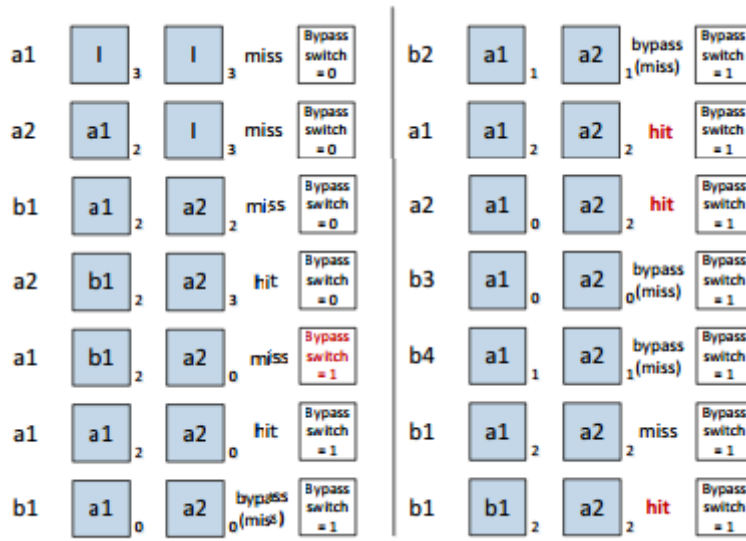 a1 I 3 I 3 miss
Bypass
switch
= 0
a2 a1 2 I 3 miss
Bypass
switch
= 0
b1 a1 2 a2 2 miss
Bypass
switch
= 0
a2 b1 2 a2 3 hit
Bypass
switch
= 0
a1 b1 2 a2 0 miss
Bypass
switch
= 1
a1 a1 2 a2 0 hit
Bypass
switch
= 1
b1 a1 0 a2 0 bypass
(miss)
Bypass
switch
= 1
b2 a1 1 a2 1 bypass
(miss)
Bypass
switch
= 1
a1 a1 2 a2 2 hit
Bypass
switch
= 1
a2 a1 0 a2 2 hit
Bypass
switch
= 1
b3 a1 0 a2 0 bypass
(miss)
Bypass
switch
= 1
b4 a1 1 a2 1 bypass
(miss)
Bypass
switch
= 1
b1 a1 2 a2 2 miss
Bypass
switch
= 1
b1 b1 2 a2 2 hit
Bypass
switch
= 1